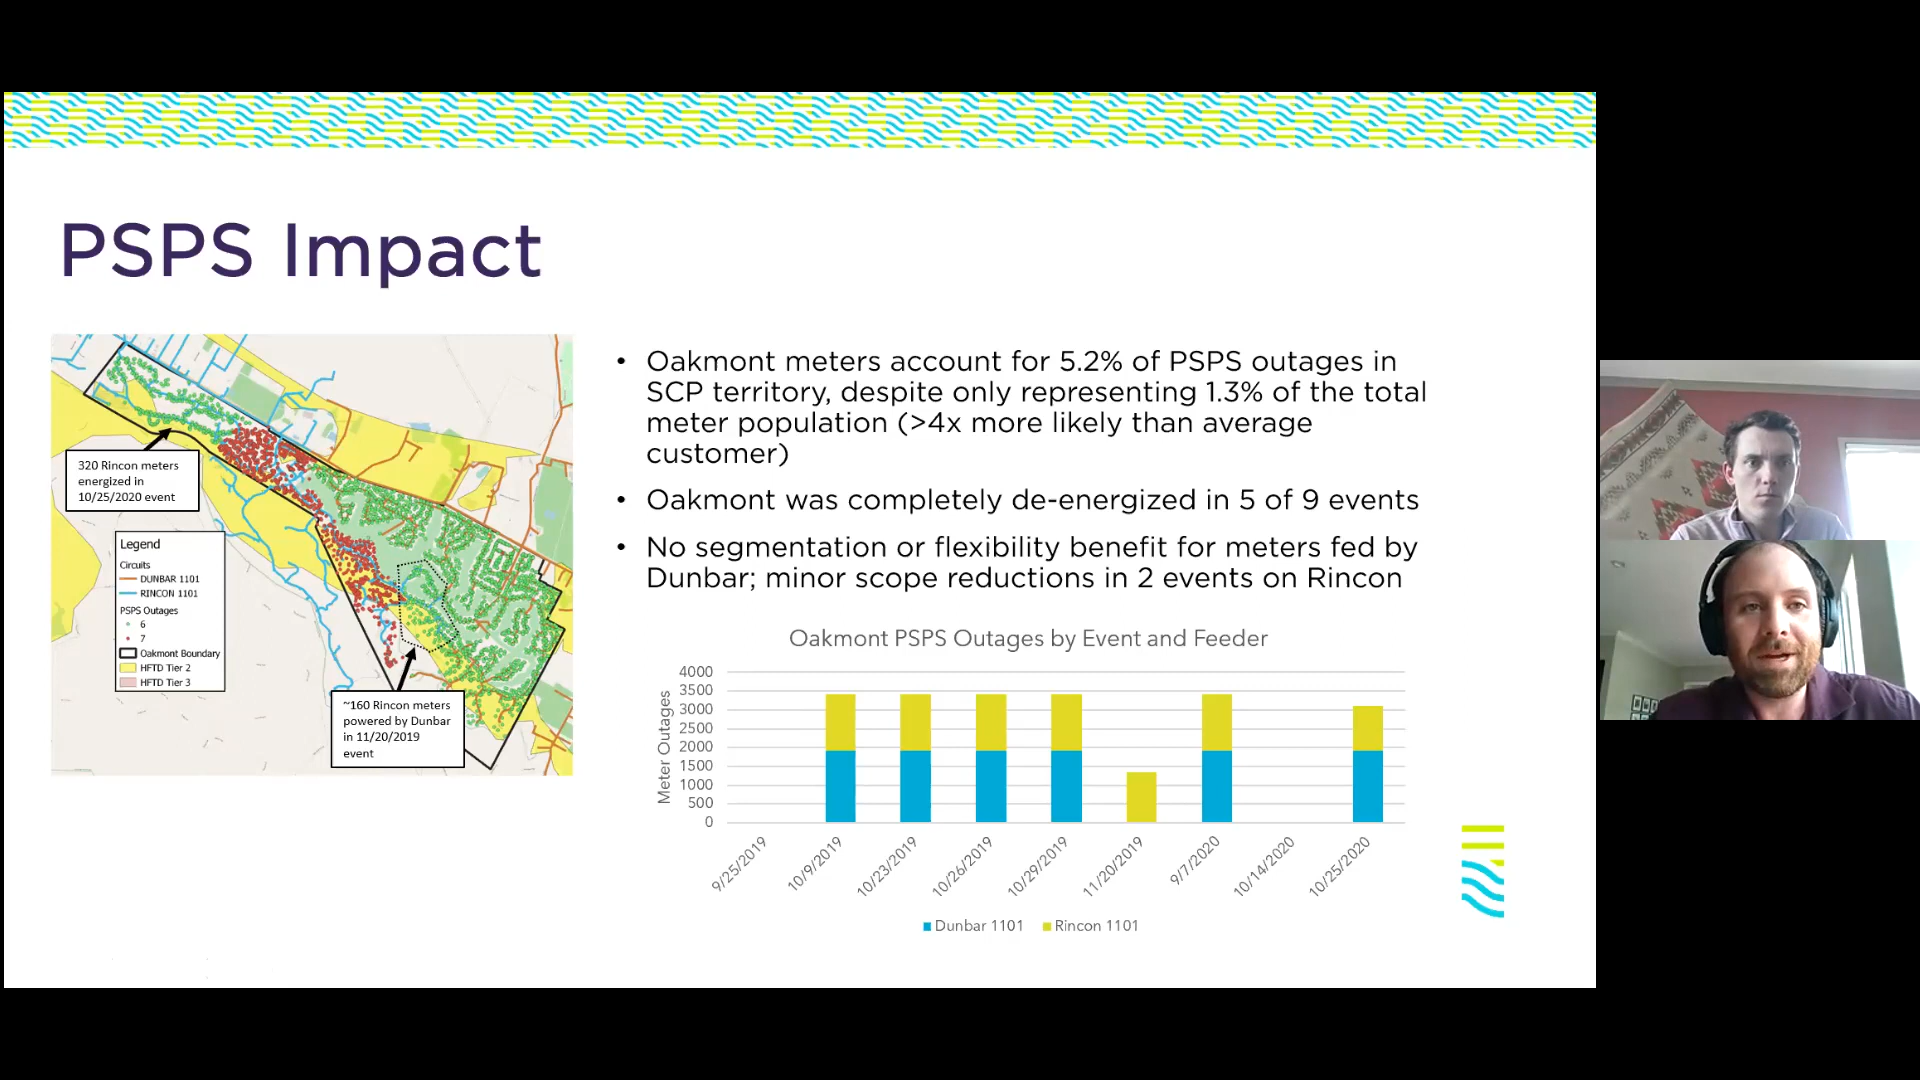 PSPS Impact
320 Rincon meters
energized in
10/25/2020 event
Legend
Circuits
DUNBAR 1101
RINCON 1101
PSPS Outages
6
7
Oakmont Boundary
HFTD Tier 2
HFTD Tier 3
~160 Rincon meters
powered by Dunbar
in 11/20/2019
event
• Oakmont meters account for 5.2% of PSPS outages in
SCP territory, despite only representing 1.3% of the total
meter population (>4x more likely than average
customer)
• Oakmont was completely de-energized in 5 of 9 events
• No segmentation or flexibility benefit for meters fed by
Dunbar; minor scope reductions in 2 events on Rincon
Oakmont PSPS Outages by Event and Feeder
Meter Outages
4000
3500
3000
2500
2000
1500
1000
500
0
9/25/2019
10/9/2019
10/23/2019
10/26/2019
10/29/2019
11/20/2019
9/7/2020
10/14/2020
10/25/2020
Dunbar 1101
Rincon 1101